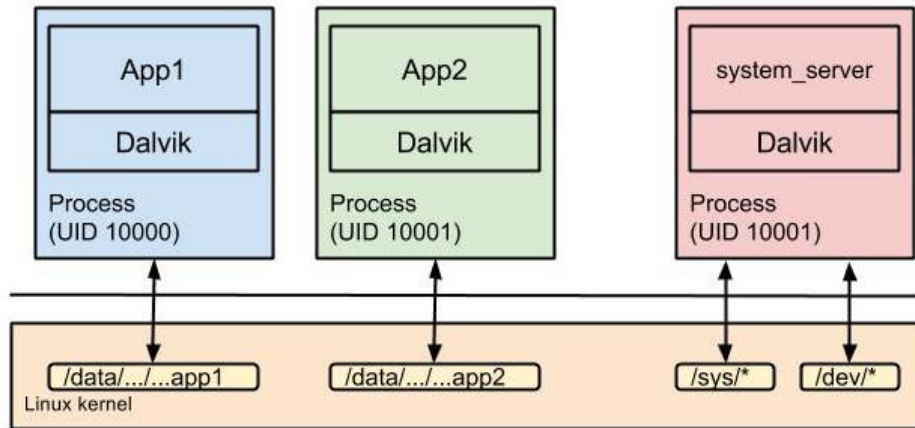 App1
Dalvik
Process
(UID 10000)
App2
Dalvik
Process
(UID 10001)
system_server
Dalvik
Process
(UID 10001)
/data/.../...app1
/data/.../...app2
/sys/*
/dev/*
Linux kernel